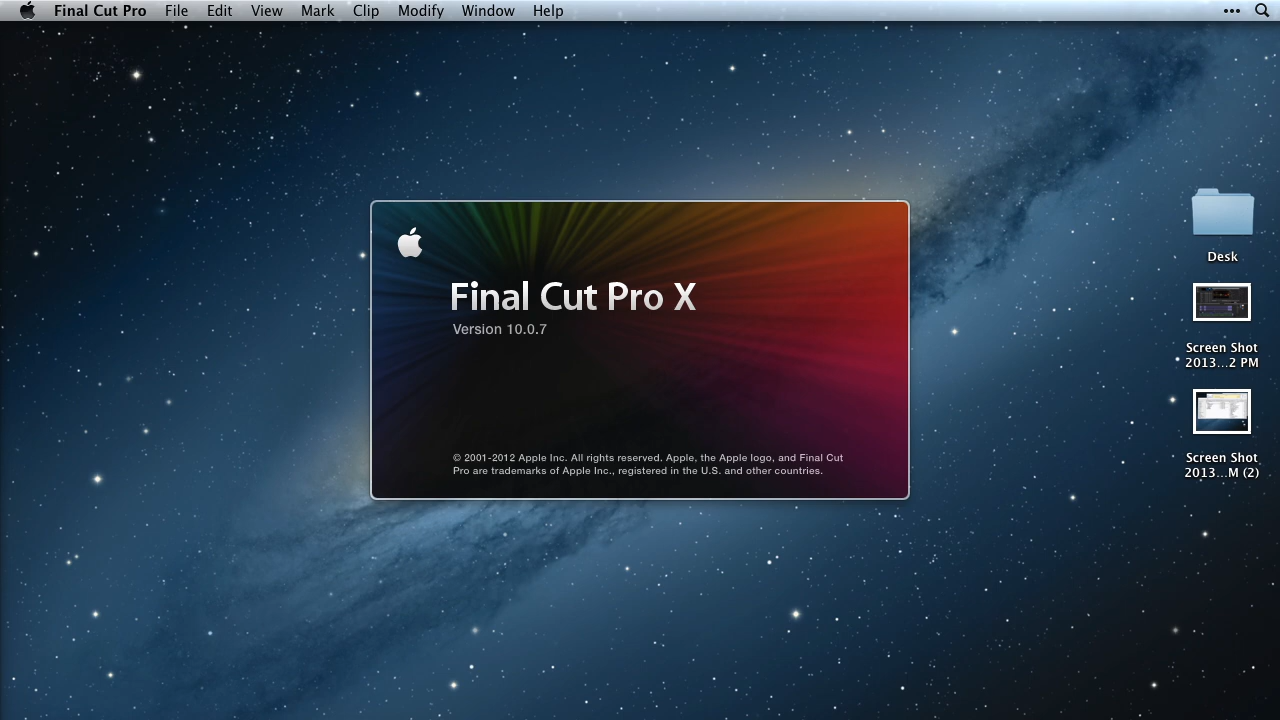 Final Cut Pro File Edit View Mark Clip Modify Window Help
Final Cut Pro X
Version 10.0.7
© 2001-2012 Apple Inc. All rights reserved. Apple, the Apple logo, and Final Cut
Pro are trademarks of Apple Inc., registered in the U.S. and other countries.
Desk
Screen Shot
2013...2 PM
Screen Shot
2013...M (2)